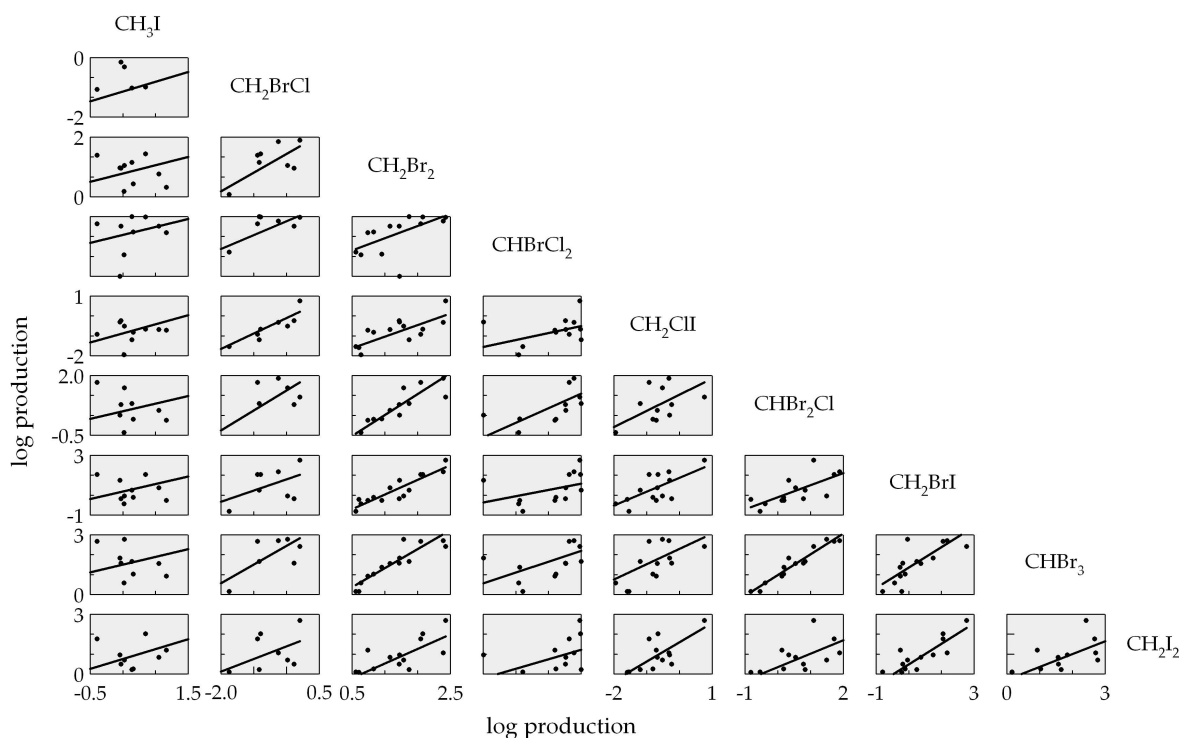 CH₃I
0
-2
CH₂BrCl
2
0
CH₂Br₂
CHBrCl₂
1
-2
CH₂ClI
2.0
-0.5
CHBr₂Cl
3
-1
CH₂BrI
3
0
CHBr₃
3
0
CH₂I₂
-0.5 1.5 -2.0 0.5 0.5 2.5 -2 1 -1 2 -1 3 0 3
log production
log production